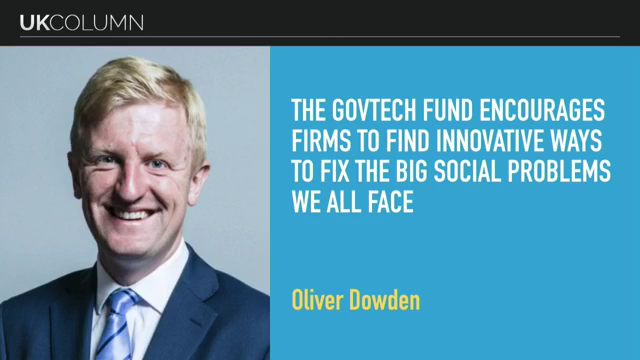 UKCOLUMN
THE GOVTECH FUND ENCOURAGES
FIRMS TO FIND INNOVATIVE WAYS
TO FIX THE BIG SOCIAL PROBLEMS
WE ALL FACE
Oliver Dowden